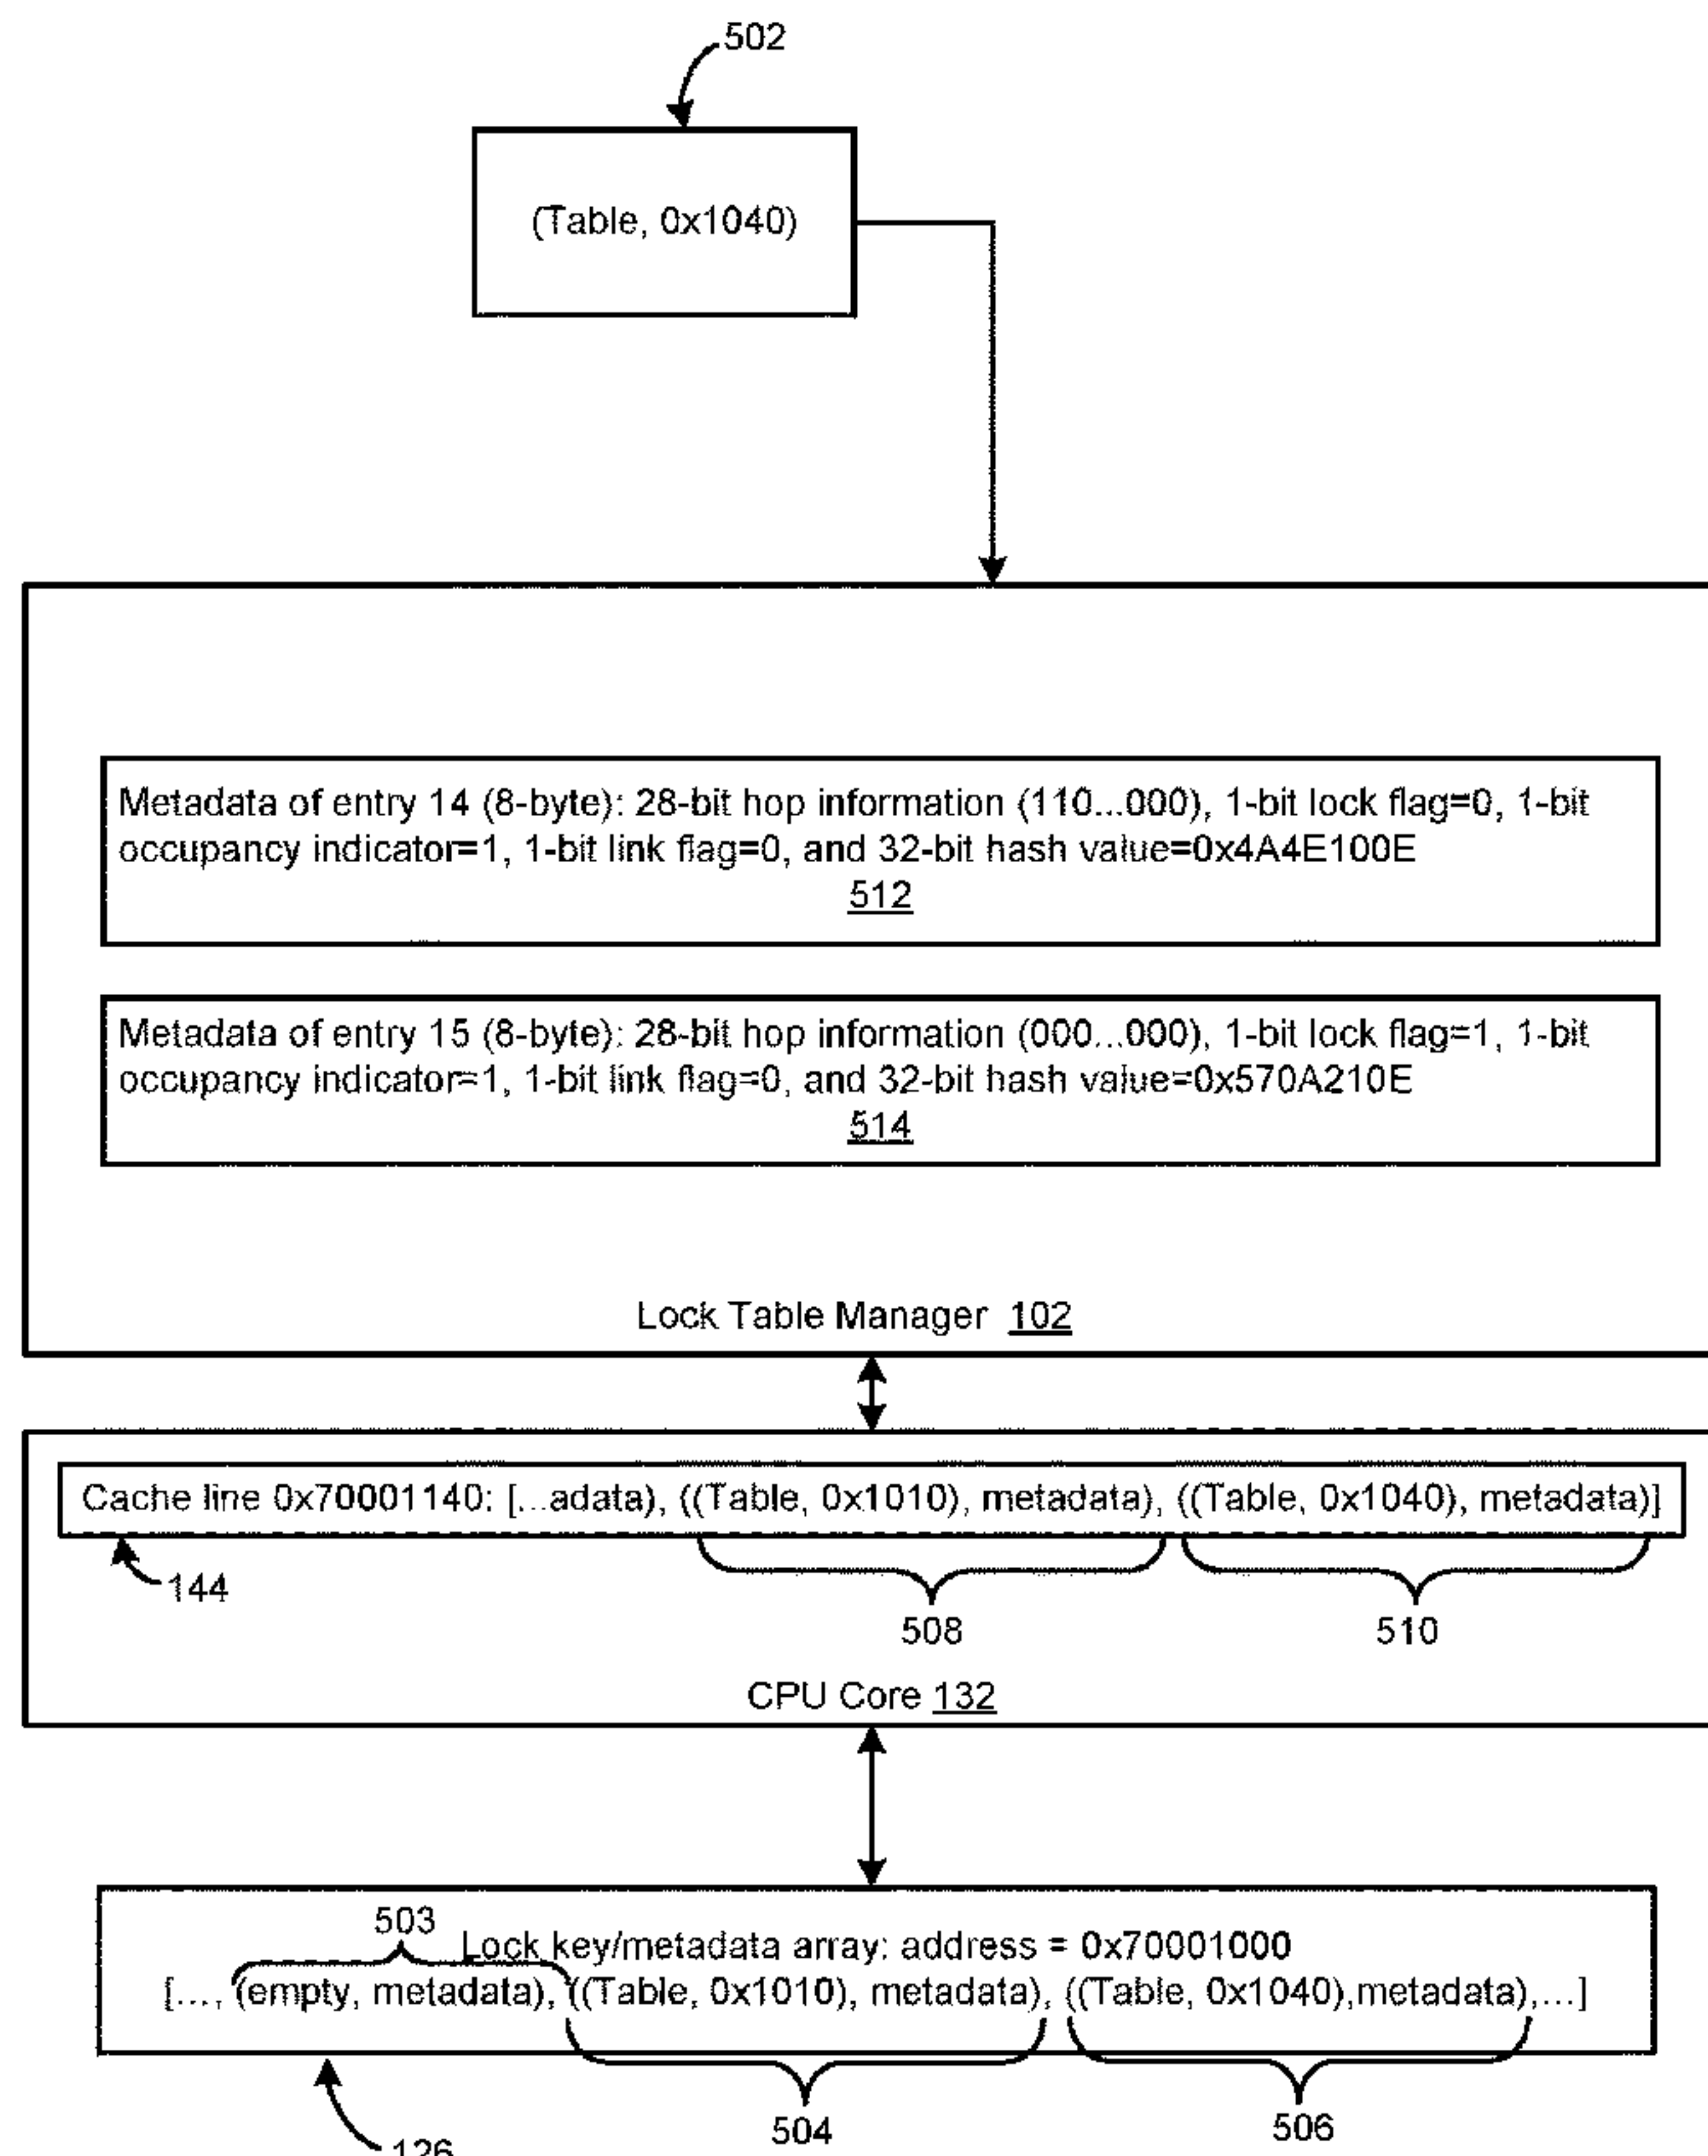 502
(Table, 0x1040)
Metadata of entry 14 (8-byte): 28-bit hop information (110...000), 1-bit lock flag=0, 1-bit
occupancy indicator=1, 1-bit link flag=0, and 32-bit hash value=0x4A4E100E
512
Metadata of entry 15 (8-byte): 28-bit hop information (000...000), 1-bit lock flag=1, 1-bit
occupancy indicator=1, 1-bit link flag=0, and 32-bit hash value=0x570A210E
514
Lock Table Manager 102
Cache line 0x70001140: [...adata), ((Table, 0x1010), metadata), ((Table, 0x1040), metadata)]
144
508
510
CPU Core 132
503
Lock key/metadata array: address = 0x70001000
[..., (empty, metadata), ((Table, 0x1010), metadata), ((Table, 0x1040),metadata),...]
504
506
126